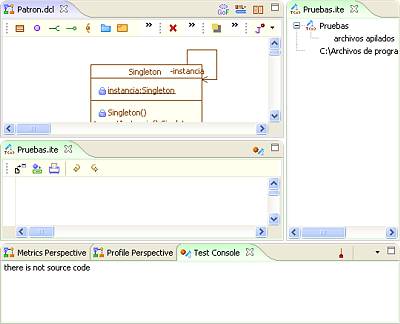 Patron.dcl
Singleton -instancia
instancia:Singleton
Singleton()
Pruebas.ite
Pruebas
archivos apilados
C:\Archivos de progra
Pruebas.ite
Metrics Perspective Profile Perspective Test Console
there is not source code